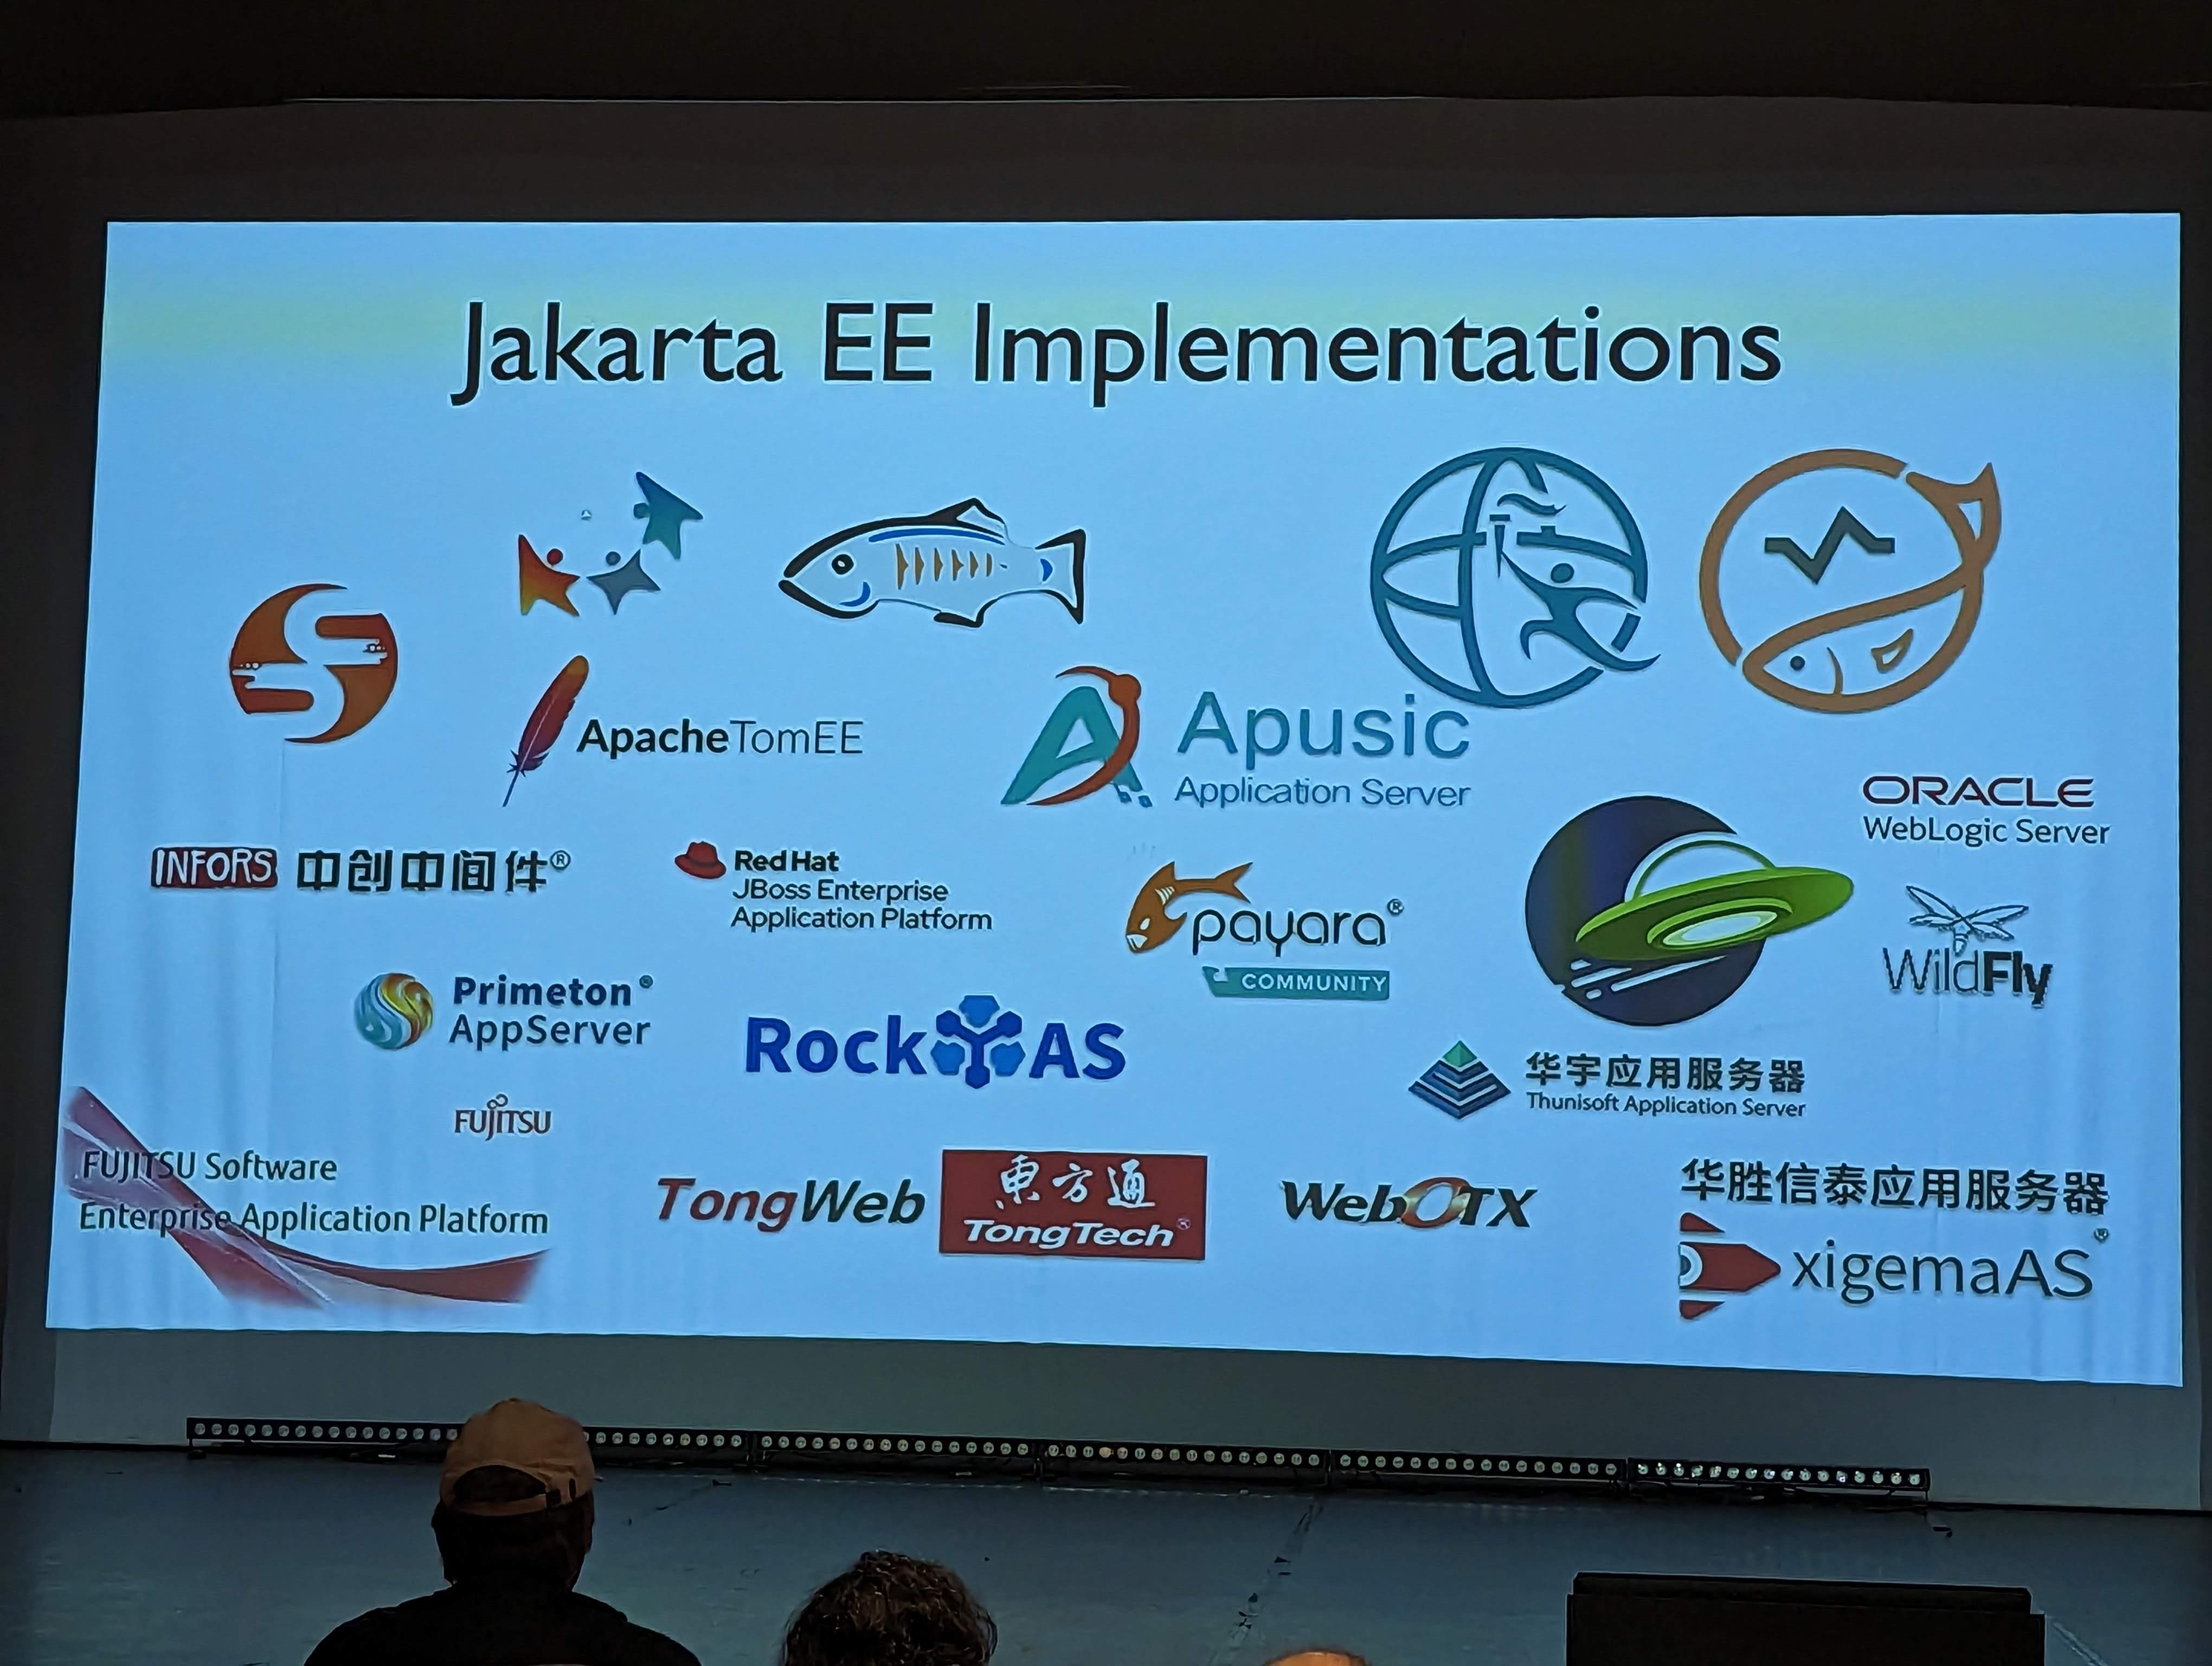 Jakarta EE Implementations
ApacheTomEE
Apusic
Application Server
ORACLE
WebLogic Server
INFORS 中创中间件®
Red Hat
JBoss Enterprise
Application Platform
payara®
COMMUNITY
WildFly
Primeton®
AppServer
RockAS
华宇应用服务器
Thunisoft Application Server
FUJITSU
FUJITSU Software
Enterprise Application Platform
TongWeb
東方通
TongTech®
WebOTX
华胜信泰应用服务器
xigemaAS®